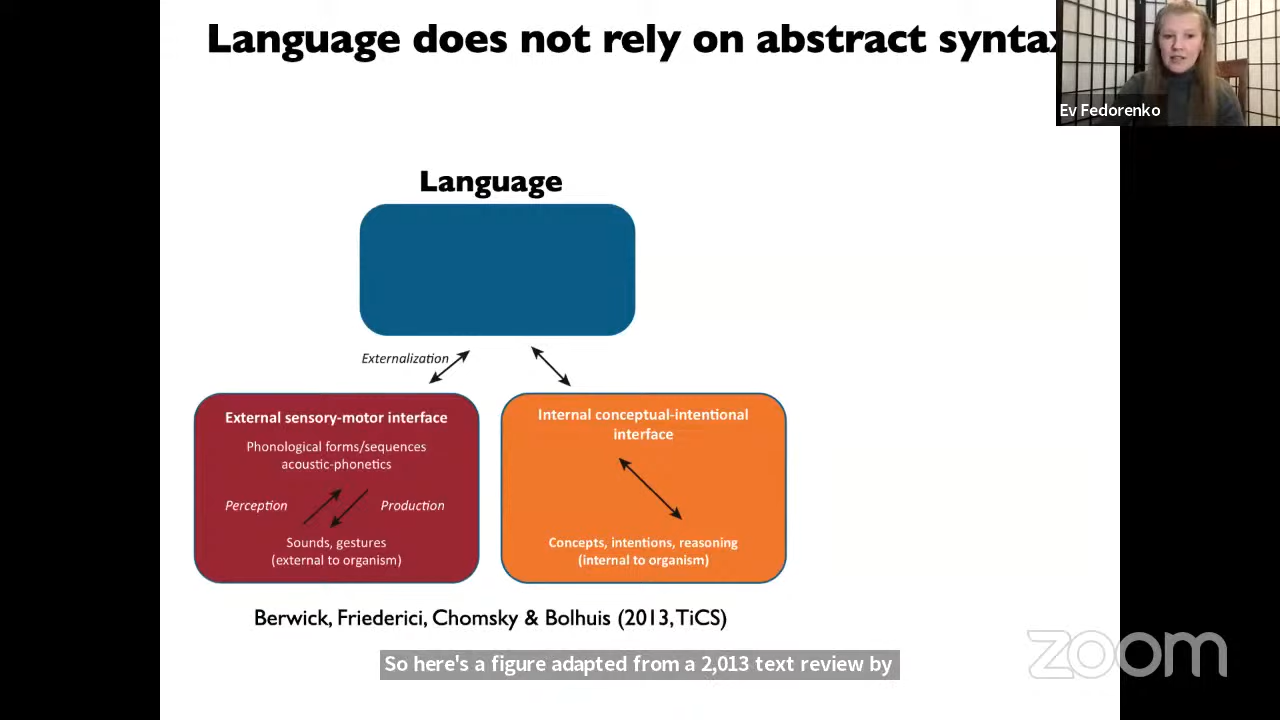 Language does not rely on abstract syntax
Ev Fedorenko
Language
Externalization
External sensory-motor interface
Phonological forms/sequences
acoustic-phonetics
Perception
Production
Sounds, gestures
(external to organism)
Internal conceptual-intentional
interface
Concepts, intentions, reasoning
(internal to organism)
Berwick, Friederici, Chomsky & Bolhuis (2013, TiCS)
So here's a figure adapted from a 2,013 text review by
zoom